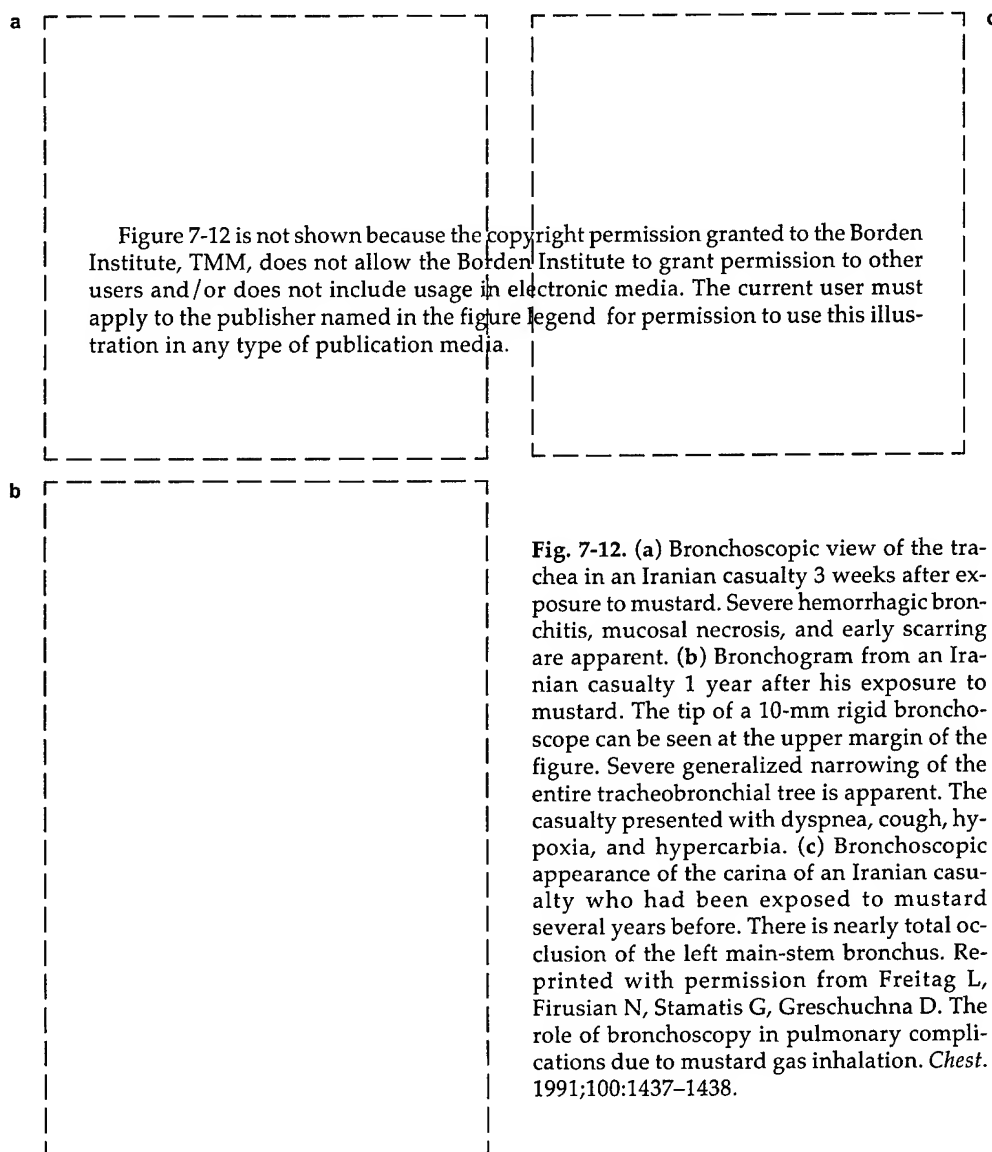 a
c
Figure 7-12 is not shown because the copyright permission granted to the Borden
Institute, TMM, does not allow the Borden Institute to grant permission to other
users and/or does not include usage in electronic media. The current user must
apply to the publisher named in the figure legend for permission to use this illus-
tration in any type of publication media.
b
Fig. 7-12. (a) Bronchoscopic view of the tra-
chea in an Iranian casualty 3 weeks after ex-
posure to mustard. Severe hemorrhagic bron-
chitis, mucosal necrosis, and early scarring
are apparent. (b) Bronchogram from an Ira-
nian casualty 1 year after his exposure to
mustard. The tip of a 10-mm rigid broncho-
scope can be seen at the upper margin of the
figure. Severe generalized narrowing of the
entire tracheobronchial tree is apparent. The
casualty presented with dyspnea, cough, hy-
poxia, and hypercarbia. (c) Bronchoscopic
appearance of the carina of an Iranian casu-
alty who had been exposed to mustard
several years before. There is nearly total oc-
clusion of the left main-stem bronchus. Re-
printed with permission from Freitag L,
Firusian N, Stamatis G, Greschuchna D. The
role of bronchoscopy in pulmonary compli-
cations due to mustard gas inhalation. Chest.
1991;100:1437–1438.